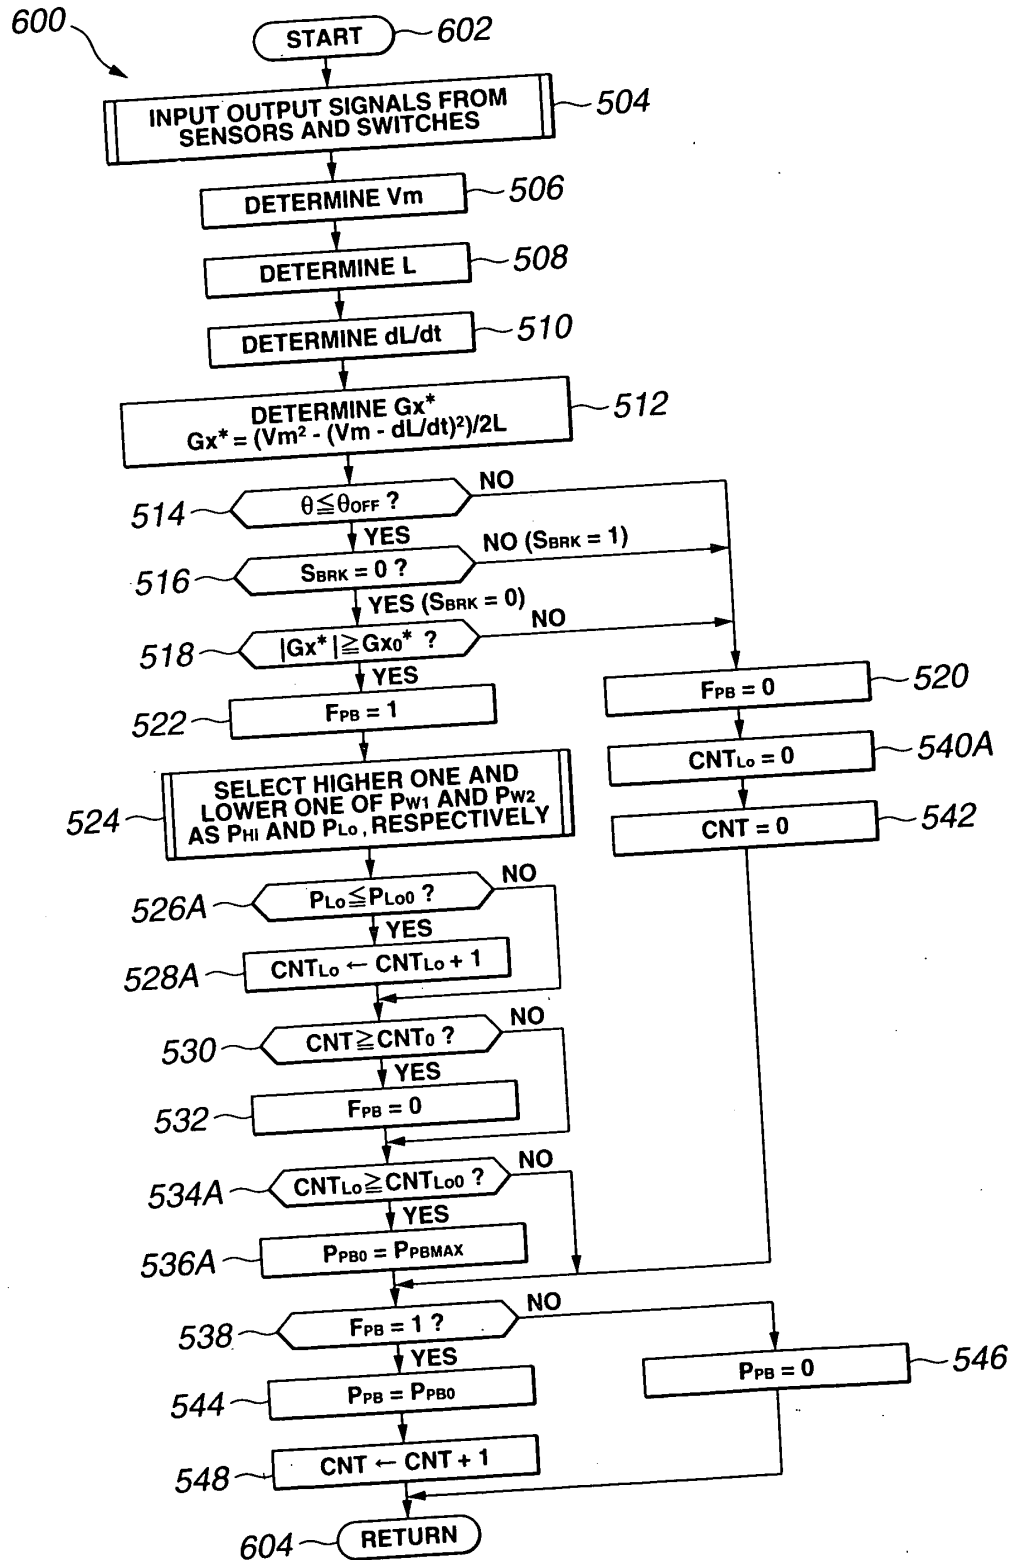 600
START
602
INPUT OUTPUT SIGNALS FROM
SENSORS AND SWITCHES
504
DETERMINE Vm
506
DETERMINE L
508
DETERMINE dL/dt
510
DETERMINE Gx*
Gx* = (Vm² - (Vm - dL/dt)²)/2L
512
514
θ≦θOFF ?
NO
YES
516
SBRK = 0 ?
NO (SBRK = 1)
YES (SBRK = 0)
518
|Gx*|≧Gx0* ?
NO
YES
522
FPB = 1
FPB = 0
520
CNTLo = 0
540A
CNT = 0
542
524
SELECT HIGHER ONE AND
LOWER ONE OF PW1 AND PW2
AS PHI AND PLo, RESPECTIVELY
526A
PLo≦PLo0 ?
NO
YES
528A
CNTLo ← CNTLo + 1
530
CNT≧CNT0 ?
NO
YES
532
FPB = 0
534A
CNTLo≧CNTLo0 ?
NO
YES
536A
PPB0 = PPBMAX
538
FPB = 1 ?
NO
YES
544
PPB = PPB0
PPB = 0
546
548
CNT ← CNT + 1
604
RETURN